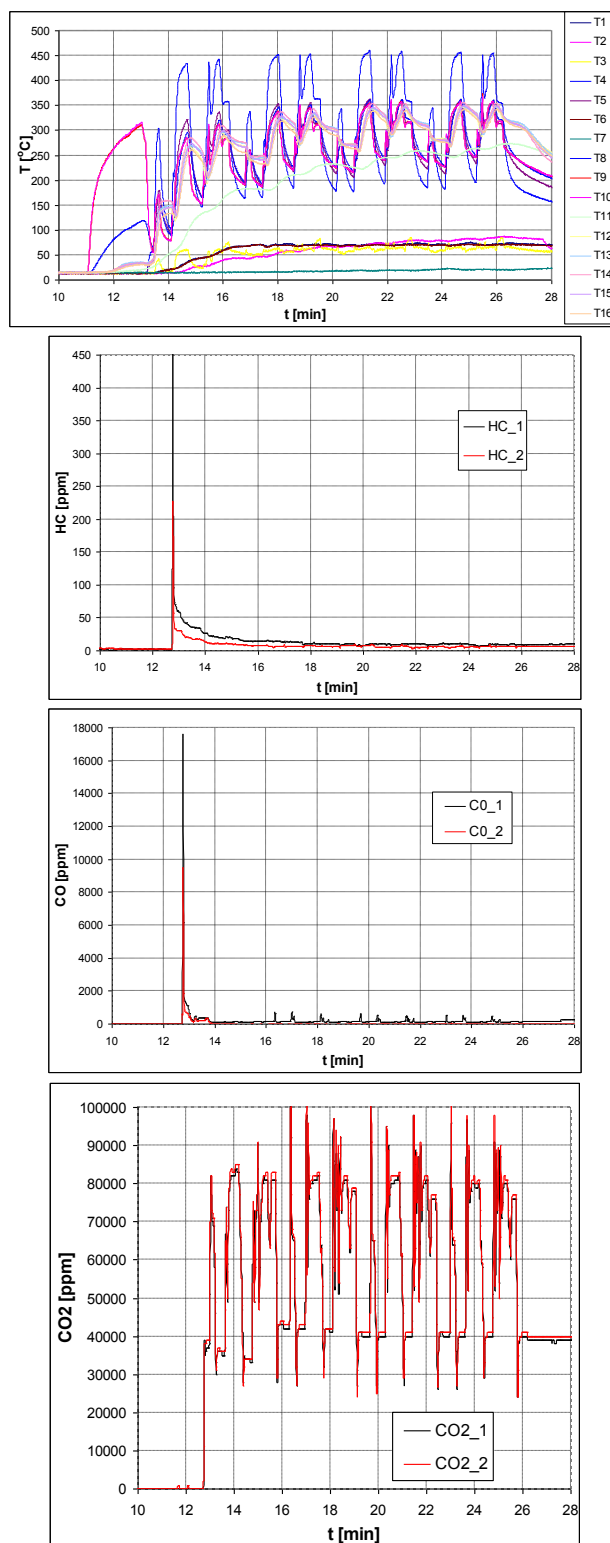 500
450
400
350
300
250
200
150
100
50
0
T [°C]
10 12 14 16 18 20 22 24 26 28
t [min]
T1
T2
T3
T4
T5
T6
T7
T8
T9
T10
T11
T12
T13
T14
T15
T16
450
400
350
300
250
200
150
100
50
0
HC [ppm]
HC_1
HC_2
10 12 14 16 18 20 22 24 26 28
t [min]
18000
16000
14000
12000
10000
8000
6000
4000
2000
0
CO [ppm]
C0_1
C0_2
10 12 14 16 18 20 22 24 26 28
t [min]
100000
90000
80000
70000
60000
50000
40000
30000
20000
10000
0
CO2 [ppm]
CO2_1
CO2_2
10 12 14 16 18 20 22 24 26 28
t [min]